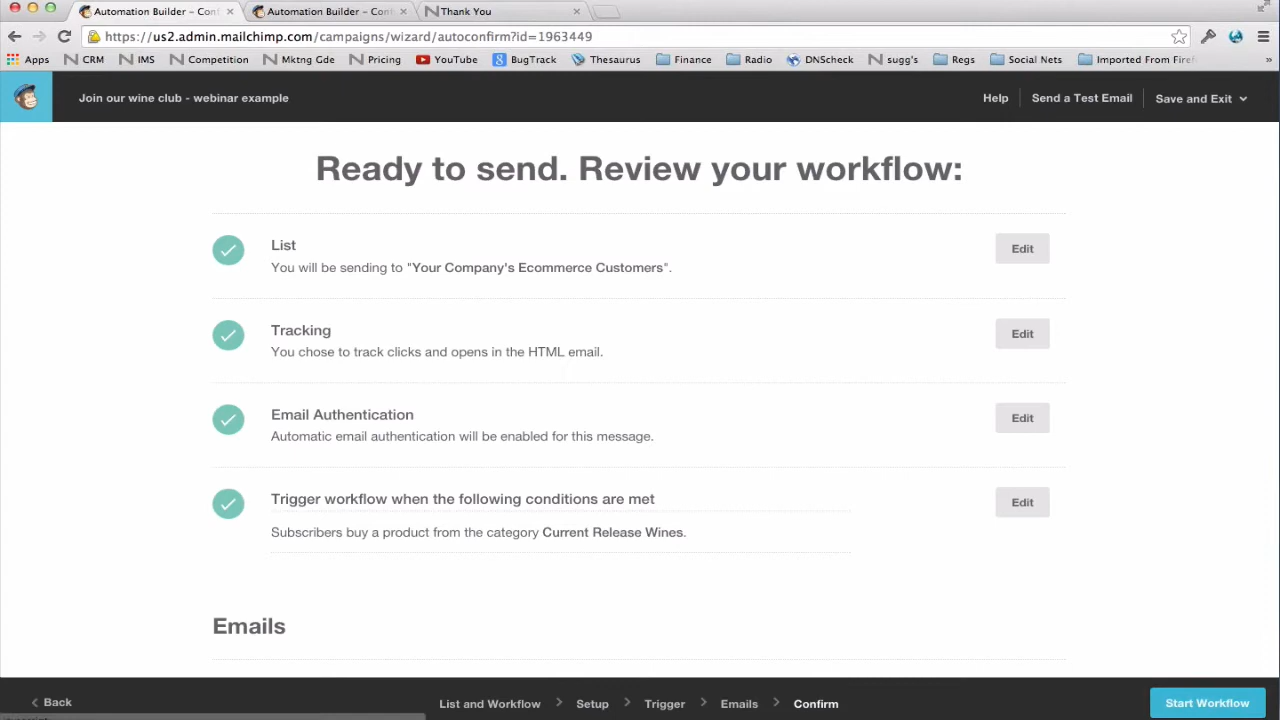 Automation Builder - Con
Automation Builder - Con
Thank You
https://us2.admin.mailchimp.com/campaigns/wizard/autoconfirm?id=1963449
Apps CRM IMS Competition Mktng Gde Pricing YouTube BugTrack Thesaurus Finance Radio DNScheck sugg's Regs Social Nets Imported From Firef »
Join our wine club - webinar example
Help Send a Test Email Save and Exit
Ready to send. Review your workflow:
List
Edit
You will be sending to "Your Company's Ecommerce Customers".
Tracking
Edit
You chose to track clicks and opens in the HTML email.
Email Authentication
Edit
Automatic email authentication will be enabled for this message.
Trigger workflow when the following conditions are met
Edit
Subscribers buy a product from the category Current Release Wines.
Emails
Back List and Workflow Setup Trigger Emails Confirm Start Workflow